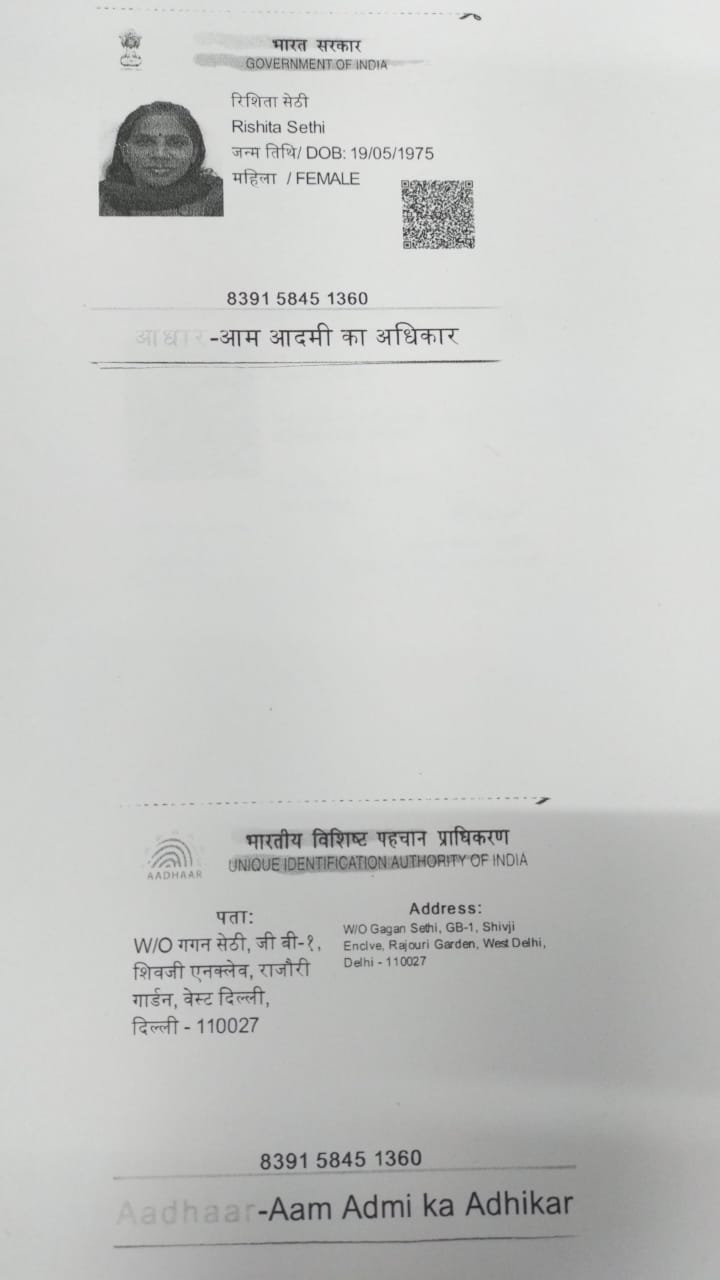 भारत सरकार
GOVERNMENT OF INDIA
रिशिता सेठी
Rishita Sethi
जन्म तिथि/ DOB: 19/05/1975
महिला / FEMALE
8391 5845 1360
आधार-आम आदमी का अधिकार
भारतीय विशिष्ट पहचान प्राधिकरण
AADHAAR
UNIQUE IDENTIFICATION AUTHORITY OF INDIA
पता:
W/O गगन सेठी, जी बी-१,
शिवजी एनक्लेव, राजौरी
गार्डन, वेस्ट दिल्ली,
दिल्ली - 110027
Address:
W/O Gagan Sethi, GB-1, Shivji
Enclve, Rajouri Garden, West Delhi,
Delhi - 110027
8391 5845 1360
Aadhaar-Aam Admi ka Adhikar